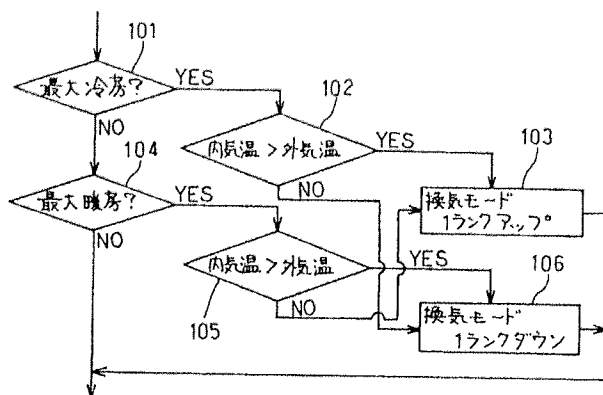 101
最大冷房?
YES
NO
102
内気温>外気温
YES
NO
103
換気モード
1ランクアップ
104
最大暖房?
YES
NO
105
内気温>外気温
YES
NO
106
換気モード
1ランクダウン